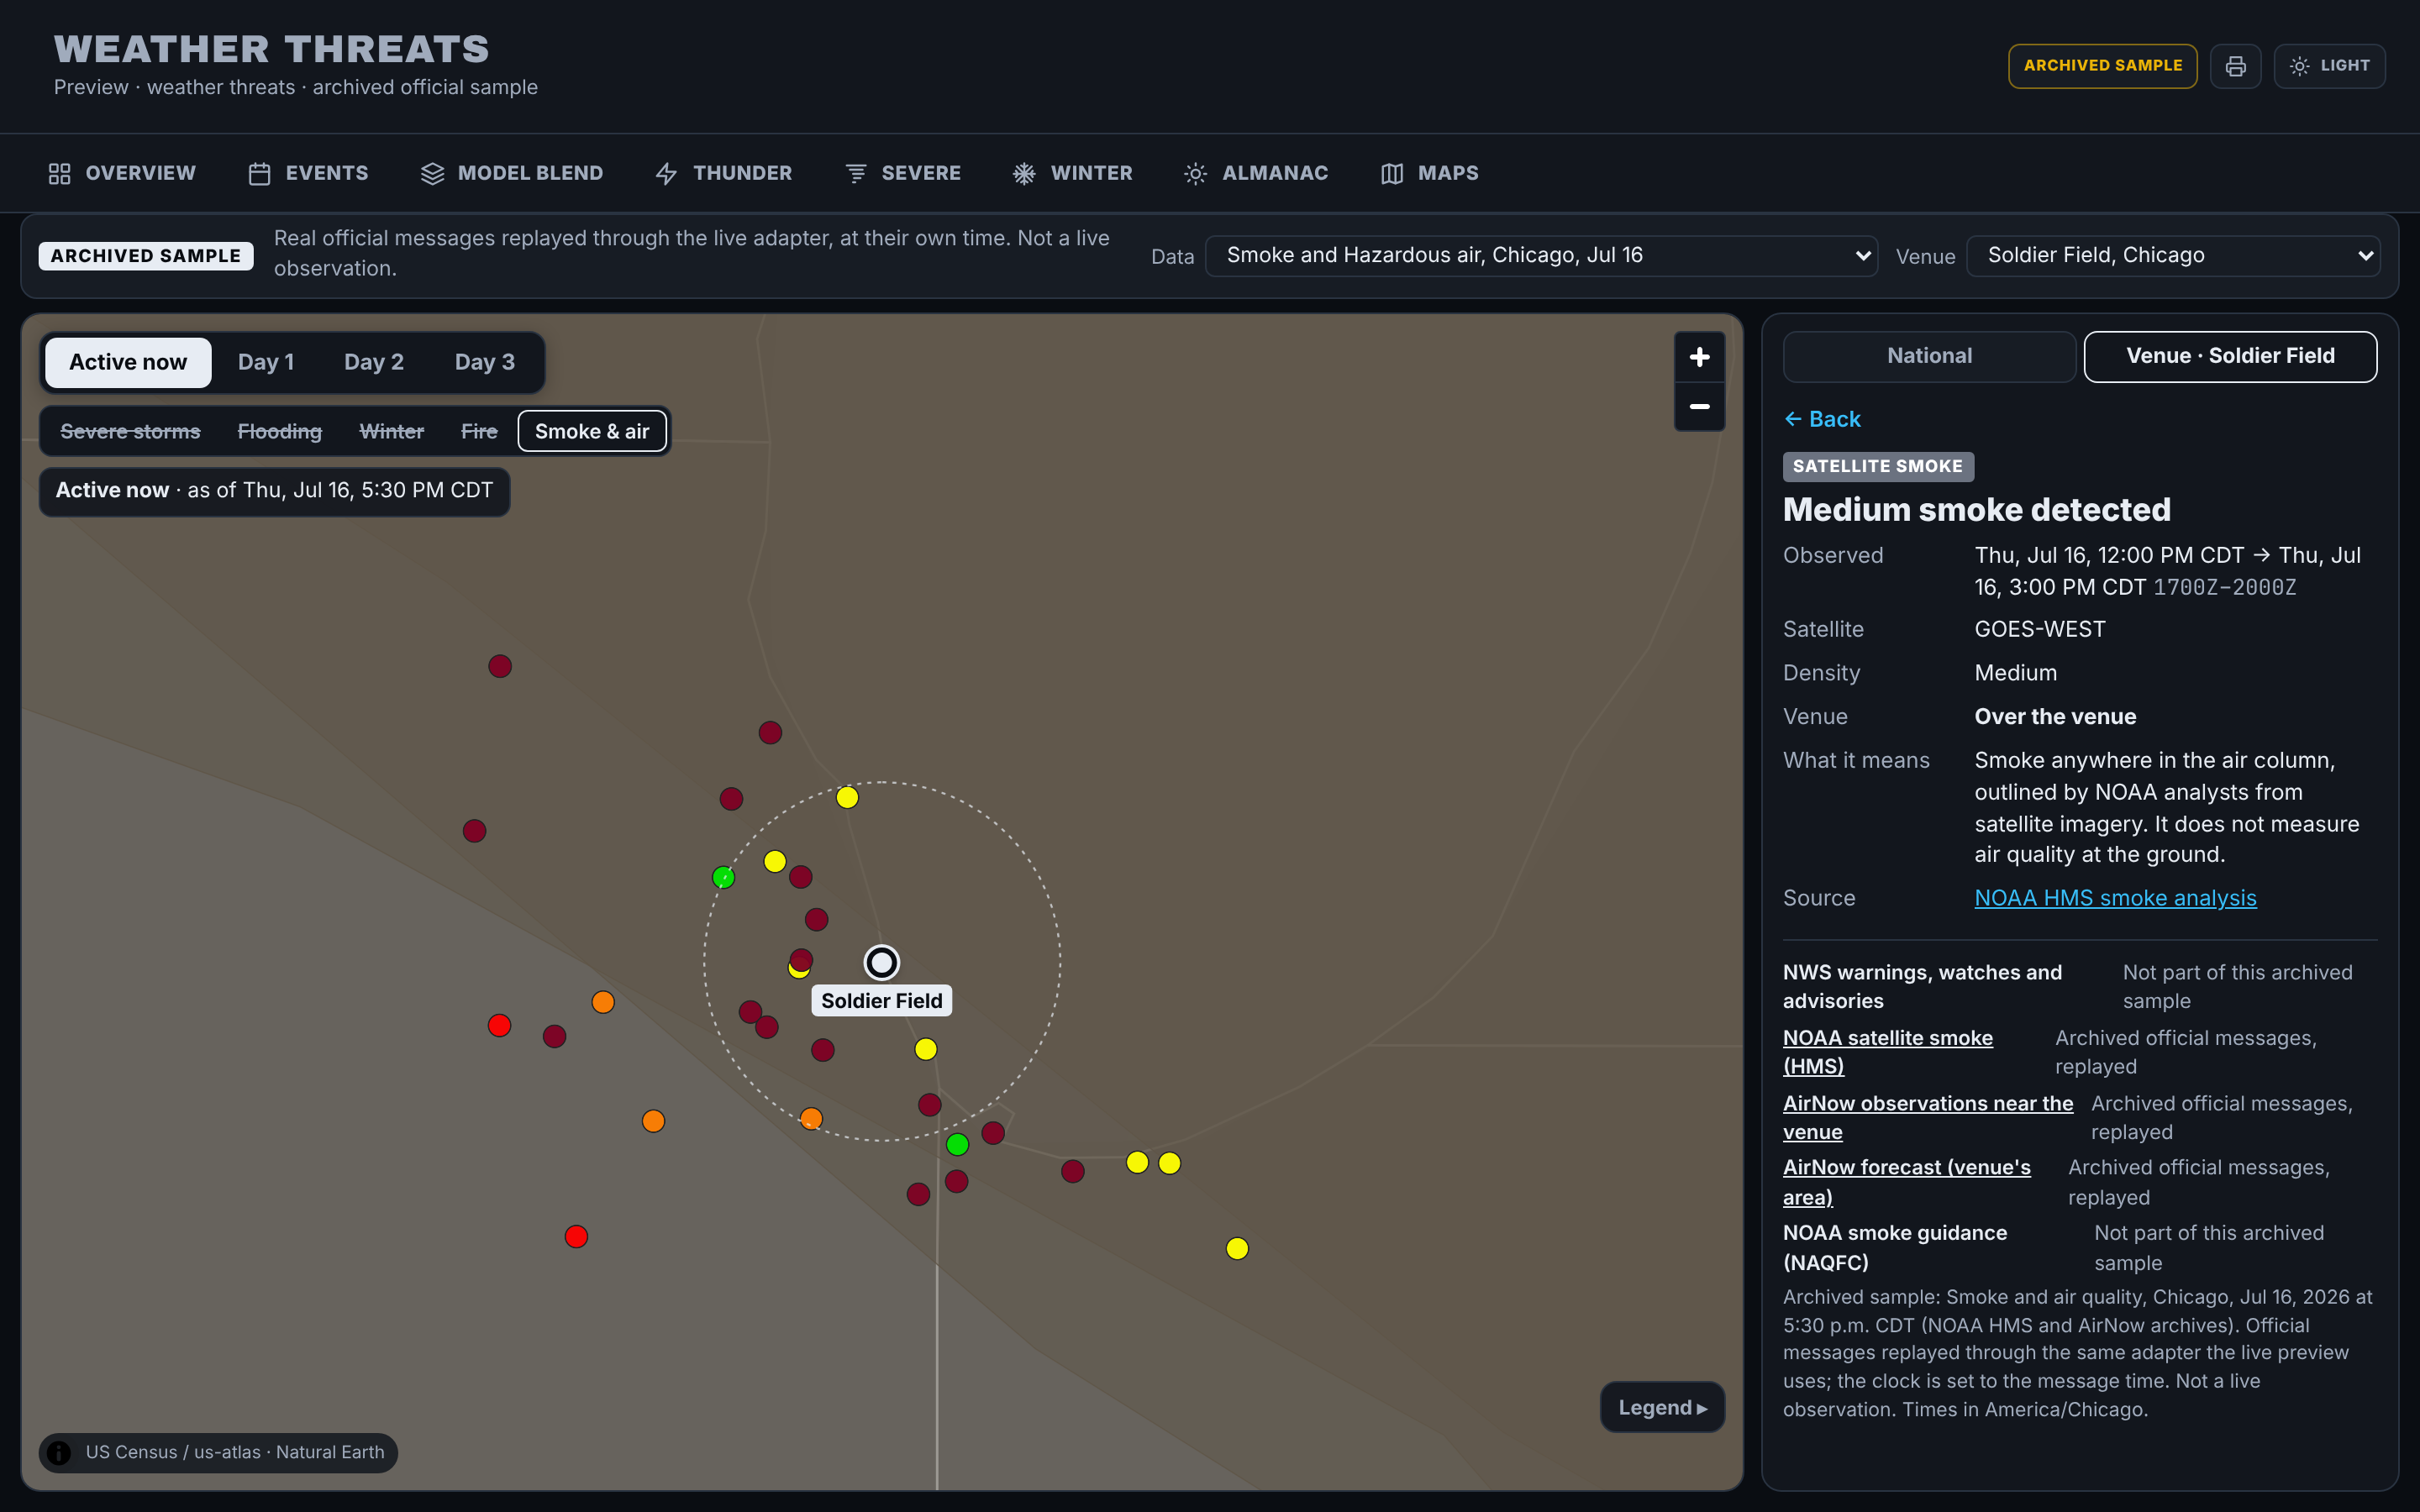 WEATHER THREATS
Preview · weather threats · archived official sample
ARCHIVED SAMPLE
LIGHT
OVERVIEW
EVENTS
MODEL BLEND
THUNDER
SEVERE
WINTER
ALMANAC
MAPS
ARCHIVED SAMPLE
Real official messages replayed through the live adapter, at their own time. Not a live
observation.
Data
Smoke and Hazardous air, Chicago, Jul 16
Venue
Soldier Field, Chicago
Active now
Day 1
Day 2
Day 3
Severe storms
Flooding
Winter
Fire
Smoke & air
Active now · as of Thu, Jul 16, 5:30 PM CDT
Soldier Field
Legend ▸
US Census / us-atlas · Natural Earth
National
Venue · Soldier Field
← Back
SATELLITE SMOKE
Medium smoke detected
Observed
Thu, Jul 16, 12:00 PM CDT → Thu, Jul
16, 3:00 PM CDT 1700Z–2000Z
Satellite
GOES-WEST
Density
Medium
Venue
Over the venue
What it means
Smoke anywhere in the air column,
outlined by NOAA analysts from
satellite imagery. It does not measure
air quality at the ground.
Source
NOAA HMS smoke analysis
NWS warnings, watches and
advisories
Not part of this archived
sample
NOAA satellite smoke
(HMS)
Archived official messages,
replayed
AirNow observations near the
venue
Archived official messages,
replayed
AirNow forecast (venue's
area)
Archived official messages,
replayed
NOAA smoke guidance
(NAQFC)
Not part of this archived
sample
Archived sample: Smoke and air quality, Chicago, Jul 16, 2026 at
5:30 p.m. CDT (NOAA HMS and AirNow archives). Official
messages replayed through the same adapter the live preview
uses; the clock is set to the message time. Not a live
observation. Times in America/Chicago.